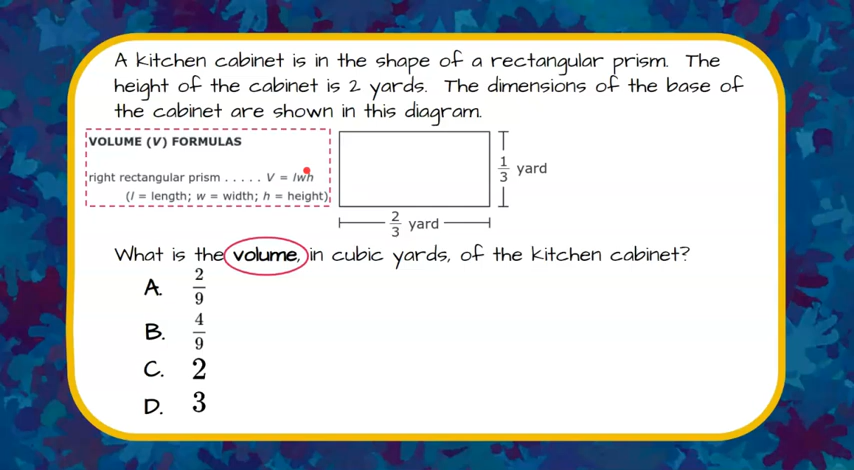 A kitchen cabinet is in the shape of a rectangular prism. The
height of the cabinet is 2 yards. The dimensions of the base of
the cabinet are shown in this diagram.
VOLUME (V) FORMULAS
right rectangular prism . . . . . V = lwh
(l = length; w = width; h = height)
1/3 yard
2/3 yard
What is the volume, in cubic yards, of the kitchen cabinet?
A. 2/9
B. 4/9
C. 2
D. 3